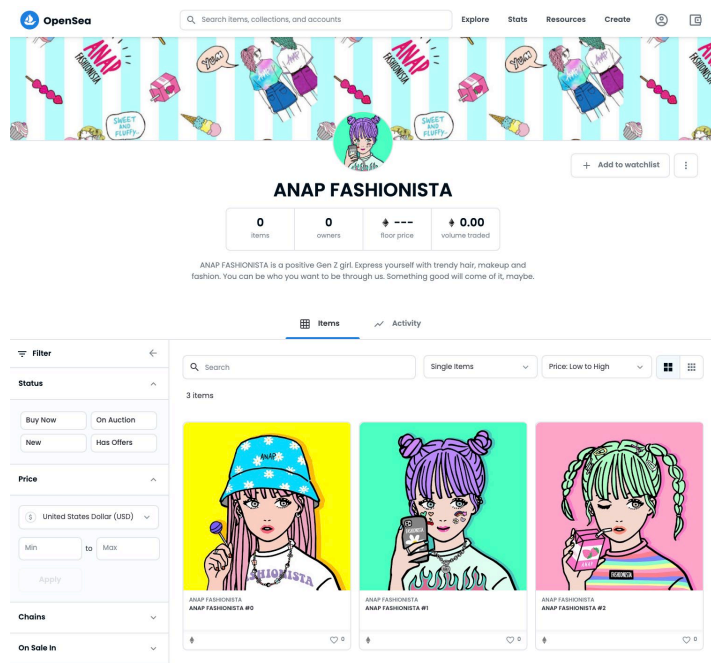 OpenSea
Search items, collections, and accounts
Explore Stats Resources Create
ANAP
FASHIONISTA
SWEET
AND
FLUFFY..
Add to watchlist
ANAP FASHIONISTA
0 0 --- 0.00
items owners floor price volume traded
ANAP FASHIONISTA is a positive Gen Z girl. Express yourself with trendy hair, makeup and
fashion. You can be who you want to be through us. Something good will come of it, maybe.
Items Activity
Filter
Search
Single Items
Price: Low to High
Status
3 items
Buy Now On Auction
New Has Offers
Price
$ United States Dollar (USD)
Min to Max
Apply
Chains
On Sale In
ANAP
FASHIONISTA
ANAP FASHIONISTA
ANAP FASHIONISTA #0
0
FASHIONISTA
ANAP FASHIONISTA
ANAP FASHIONISTA #1
0
ANAP
FASHIONISTA
ANAP FASHIONISTA
ANAP FASHIONISTA #2
0